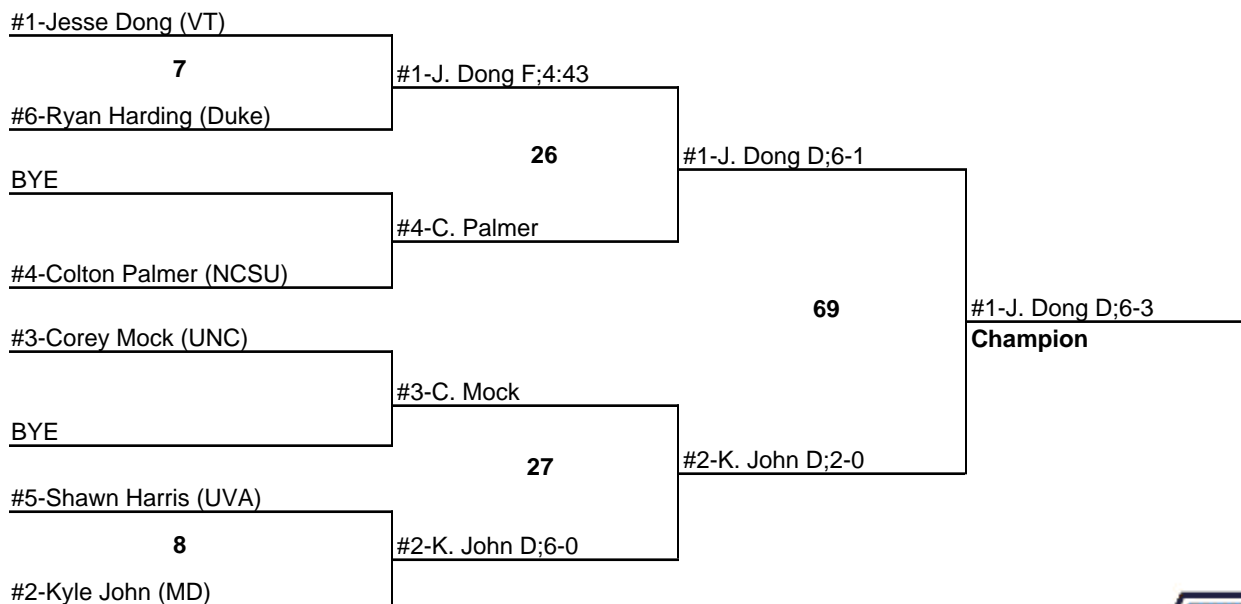 #1-Jesse Dong (VT)
7
#1-J. Dong F;4:43
#6-Ryan Harding (Duke)
26
#1-J. Dong D;6-1
BYE
#4-C. Palmer
#4-Colton Palmer (NCSU)
69
#1-J. Dong D;6-3
Champion
#3-Corey Mock (UNC)
#3-C. Mock
BYE
27
#2-K. John D;2-0
#5-Shawn Harris (UVA)
8
#2-K. John D;6-0
#2-Kyle John (MD)